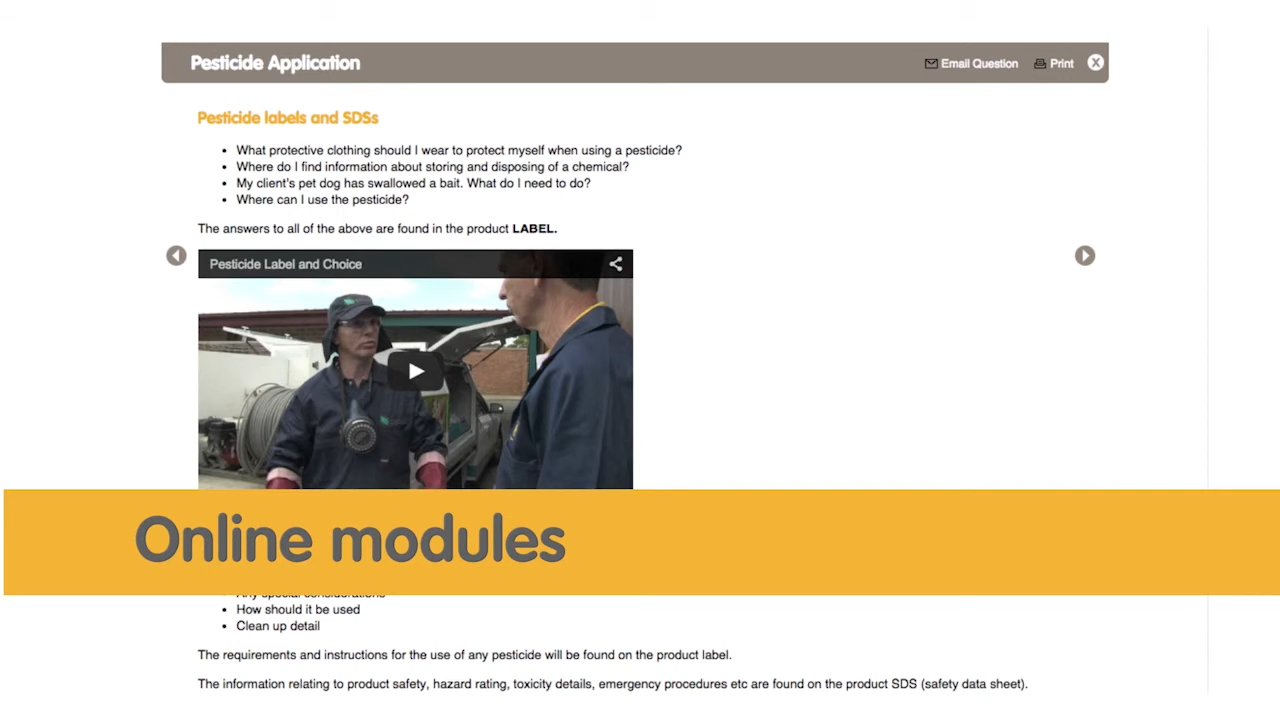 Pesticide Application
Email Question
Print
Pesticide labels and SDSs
What protective clothing should I wear to protect myself when using a pesticide?
Where do I find information about storing and disposing of a chemical?
My client's pet dog has swallowed a bait. What do I need to do?
Where can I use the pesticide?
The answers to all of the above are found in the product LABEL.
Pesticide Label and Choice
Online modules
Any special considerations
How should it be used
Clean up detail
The requirements and instructions for the use of any pesticide will be found on the product label.
The information relating to product safety, hazard rating, toxicity details, emergency procedures etc are found on the product SDS (safety data sheet).